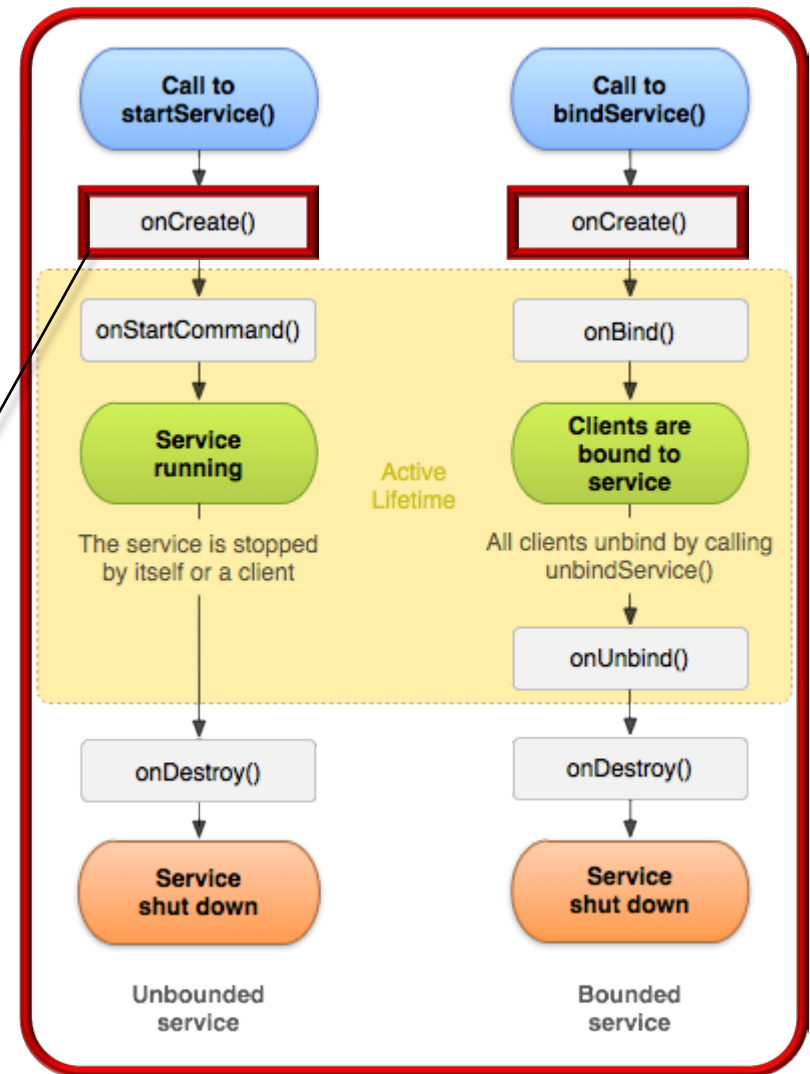 Call to
startService()
onCreate()
onStartCommand()
Service
running
The service is stopped
by itself or a client
onDestroy()
Service
shut down
Unbounded
service
Active
Lifetime
Call to
bindService()
onCreate()
onBind()
Clients are
bound to
service
All clients unbind by calling
unbindService()
onUnbind()
onDestroy()
Service
shut down
Bounded
service